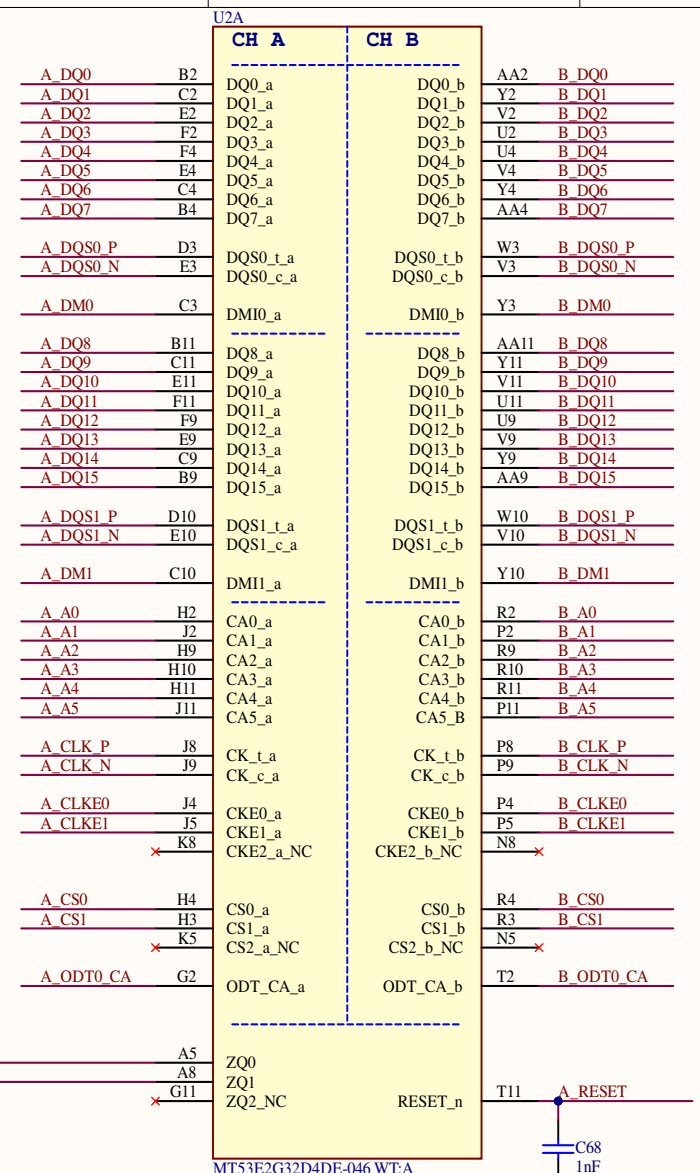 U2A
CH A CH B
A_DQ0 B2 DQ0_a DQ0_b AA2 B_DQ0
A_DQ1 C2 DQ1_a DQ1_b Y2 B_DQ1
A_DQ2 E2 DQ2_a DQ2_b V2 B_DQ2
A_DQ3 F2 DQ3_a DQ3_b U2 B_DQ3
A_DQ4 F4 DQ4_a DQ4_b U4 B_DQ4
A_DQ5 E4 DQ5_a DQ5_b V4 B_DQ5
A_DQ6 C4 DQ6_a DQ6_b Y4 B_DQ6
A_DQ7 B4 DQ7_a DQ7_b AA4 B_DQ7
A_DQS0_P D3 DQS0_t_a DQS0_t_b W3 B_DQS0_P
A_DQS0_N E3 DQS0_c_a DQS0_c_b V3 B_DQS0_N
A_DM0 C3 DMI0_a DMI0_b Y3 B_DM0
A_DQ8 B11 DQ8_a DQ8_b AA11 B_DQ8
A_DQ9 C11 DQ9_a DQ9_b Y11 B_DQ9
A_DQ10 E11 DQ10_a DQ10_b V11 B_DQ10
A_DQ11 F11 DQ11_a DQ11_b U11 B_DQ11
A_DQ12 F9 DQ12_a DQ12_b U9 B_DQ12
A_DQ13 E9 DQ13_a DQ13_b V9 B_DQ13
A_DQ14 C9 DQ14_a DQ14_b Y9 B_DQ14
A_DQ15 B9 DQ15_a DQ15_b AA9 B_DQ15
A_DQS1_P D10 DQS1_t_a DQS1_t_b W10 B_DQS1_P
A_DQS1_N E10 DQS1_c_a DQS1_c_b V10 B_DQS1_N
A_DM1 C10 DMI1_a DMI1_b Y10 B_DM1
A_A0 H2 CA0_a CA0_b R2 B_A0
A_A1 J2 CA1_a CA1_b P2 B_A1
A_A2 H9 CA2_a CA2_b R9 B_A2
A_A3 H10 CA3_a CA3_b R10 B_A3
A_A4 H11 CA4_a CA4_b R11 B_A4
A_A5 J11 CA5_a CA5_B P11 B_A5
A_CLK_P J8 CK_t_a CK_t_b P8 B_CLK_P
A_CLK_N J9 CK_c_a CK_c_b P9 B_CLK_N
A_CLKE0 J4 CKE0_a CKE0_b P4 B_CLKE0
A_CLKE1 J5 CKE1_a CKE1_b P5 B_CLKE1
K8 CKE2_a_NC CKE2_b_NC N8
A_CS0 H4 CS0_a CS0_b R4 B_CS0
A_CS1 H3 CS1_a CS1_b R3 B_CS1
K5 CS2_a_NC CS2_b_NC N5
A_ODT0_CA G2 ODT_CA_a ODT_CA_b T2 B_ODT0_CA
A5 ZQ0
A8 ZQ1
G11 ZQ2_NC RESET_n T11 A_RESET
C68
1nF
MT53E2G32D4DE-046 WT:A